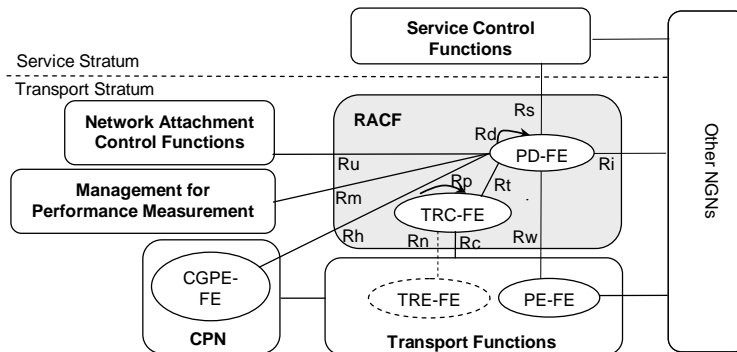 Service Control
Functions
Service Stratum
Transport Stratum
Rs
RACF
Network Attachment
Control Functions
Rd
PD-FE
Ru
Ri
Other NGNs
Management for
Performance Measurement
Rp
Rt
Rm
TRC-FE
Rh
Rn
Rc
Rw
CGPE-
FE
TRE-FE
PE-FE
CPN
Transport Functions